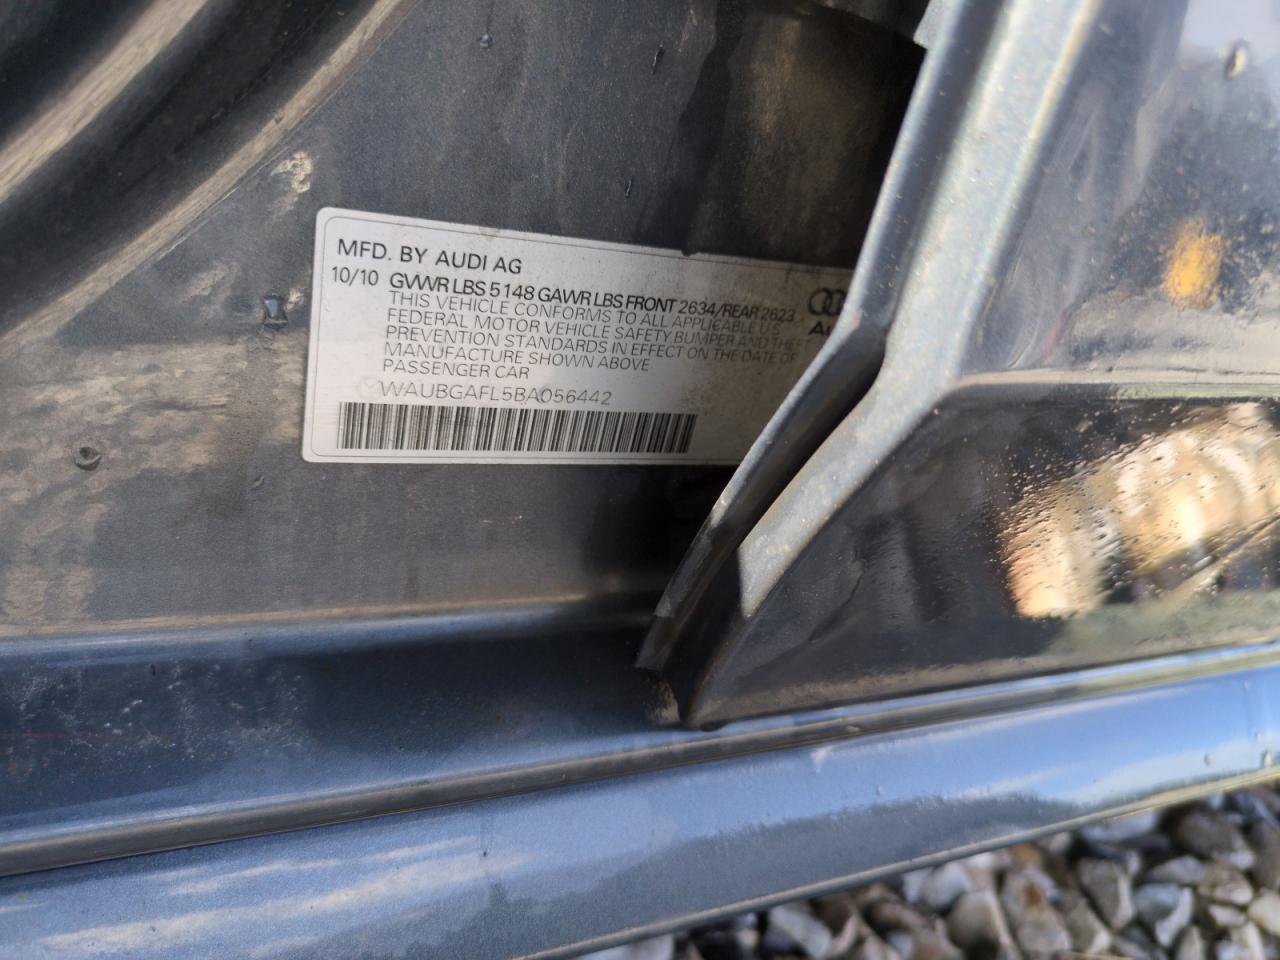 MFD. BY AUDI AG
10/10 GVWR LBS 5148 GAWR LBS FRONT 2634/REAR 2623
THIS VEHICLE CONFORMS TO ALL APPLICABLE U.S.
FEDERAL MOTOR VEHICLE SAFETY BUMPER AND THEFT
PREVENTION STANDARDS IN EFFECT ON THE DATE OF
MANUFACTURE SHOWN ABOVE
PASSENGER CAR
WAUBGAFL5BA056442